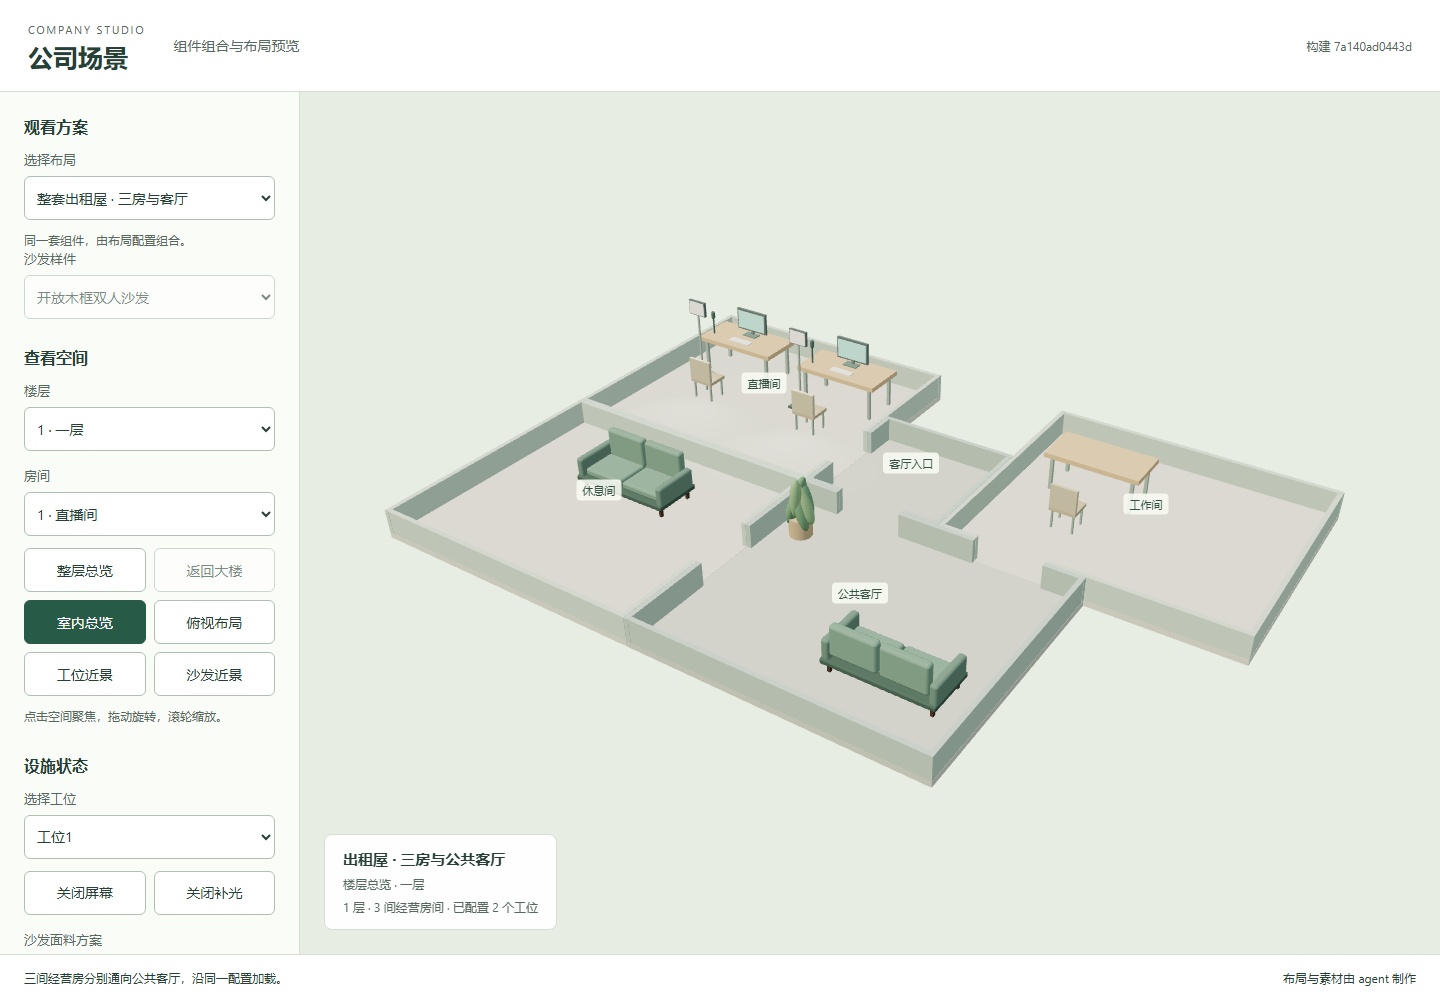 COMPANY STUDIO
公司场景
组件组合与布局预览
构建 7a140ad0443d
观看方案
选择布局
整套出租屋 · 三房与客厅
同一套组件，由布局配置组合。
沙发样件
开放木框双人沙发
查看空间
楼层
1 · 一层
房间
1 · 直播间
整层总览
返回大楼
室内总览
俯视布局
工位近景
沙发近景
点击空间聚焦，拖动旋转，滚轮缩放。
设施状态
选择工位
工位1
关闭屏幕
关闭补光
沙发面料方案
直播间
客厅入口
休息间
工作间
公共客厅
出租屋 · 三房与公共客厅
楼层总览 · 一层
1 层 · 3 间经营房间 · 已配置 2 个工位
三间经营房分别通向公共客厅，沿同一配置加载。
布局与素材由 agent 制作